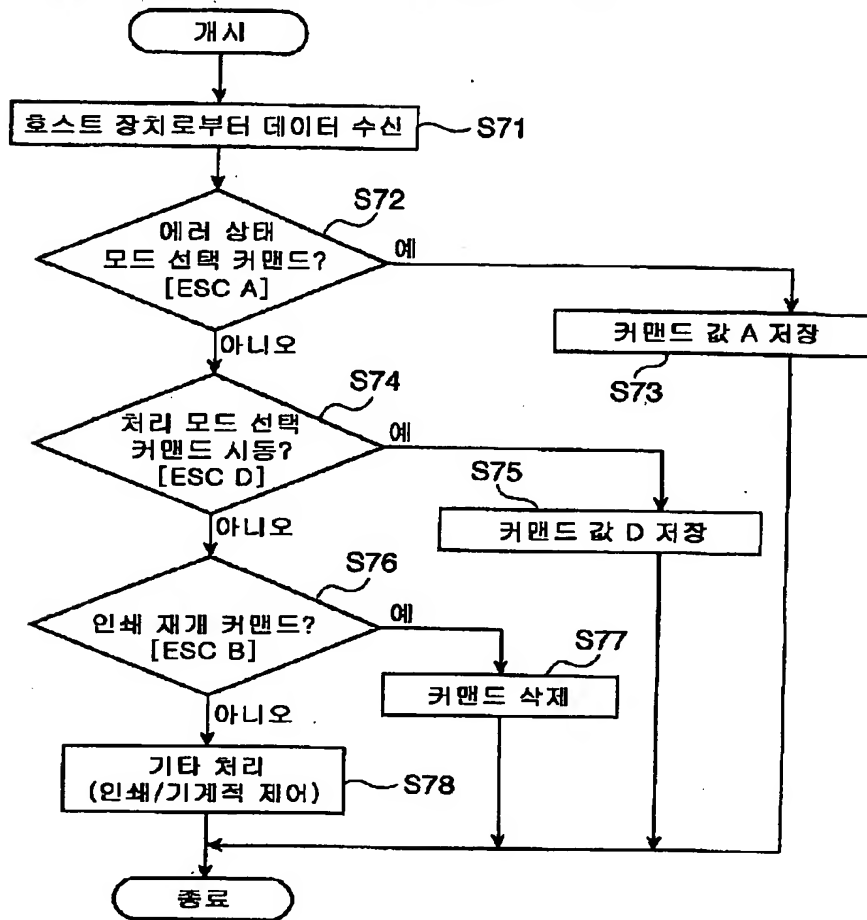 개시
호스트 장치로부터 데이터 수신
S71
S72
에러 상태
모드 선택 커맨드?
[ESC A]
예
커맨드 값 A 저장
S73
아니오
S74
처리 모드 선택
커맨드 시동?
[ESC D]
예
S75
커맨드 값 D 저장
아니오
S76
인쇄 재개 커맨드?
[ESC B]
예
S77
커맨드 삭제
아니오
기타 처리
(인쇄/기계적 제어)
S78
종료